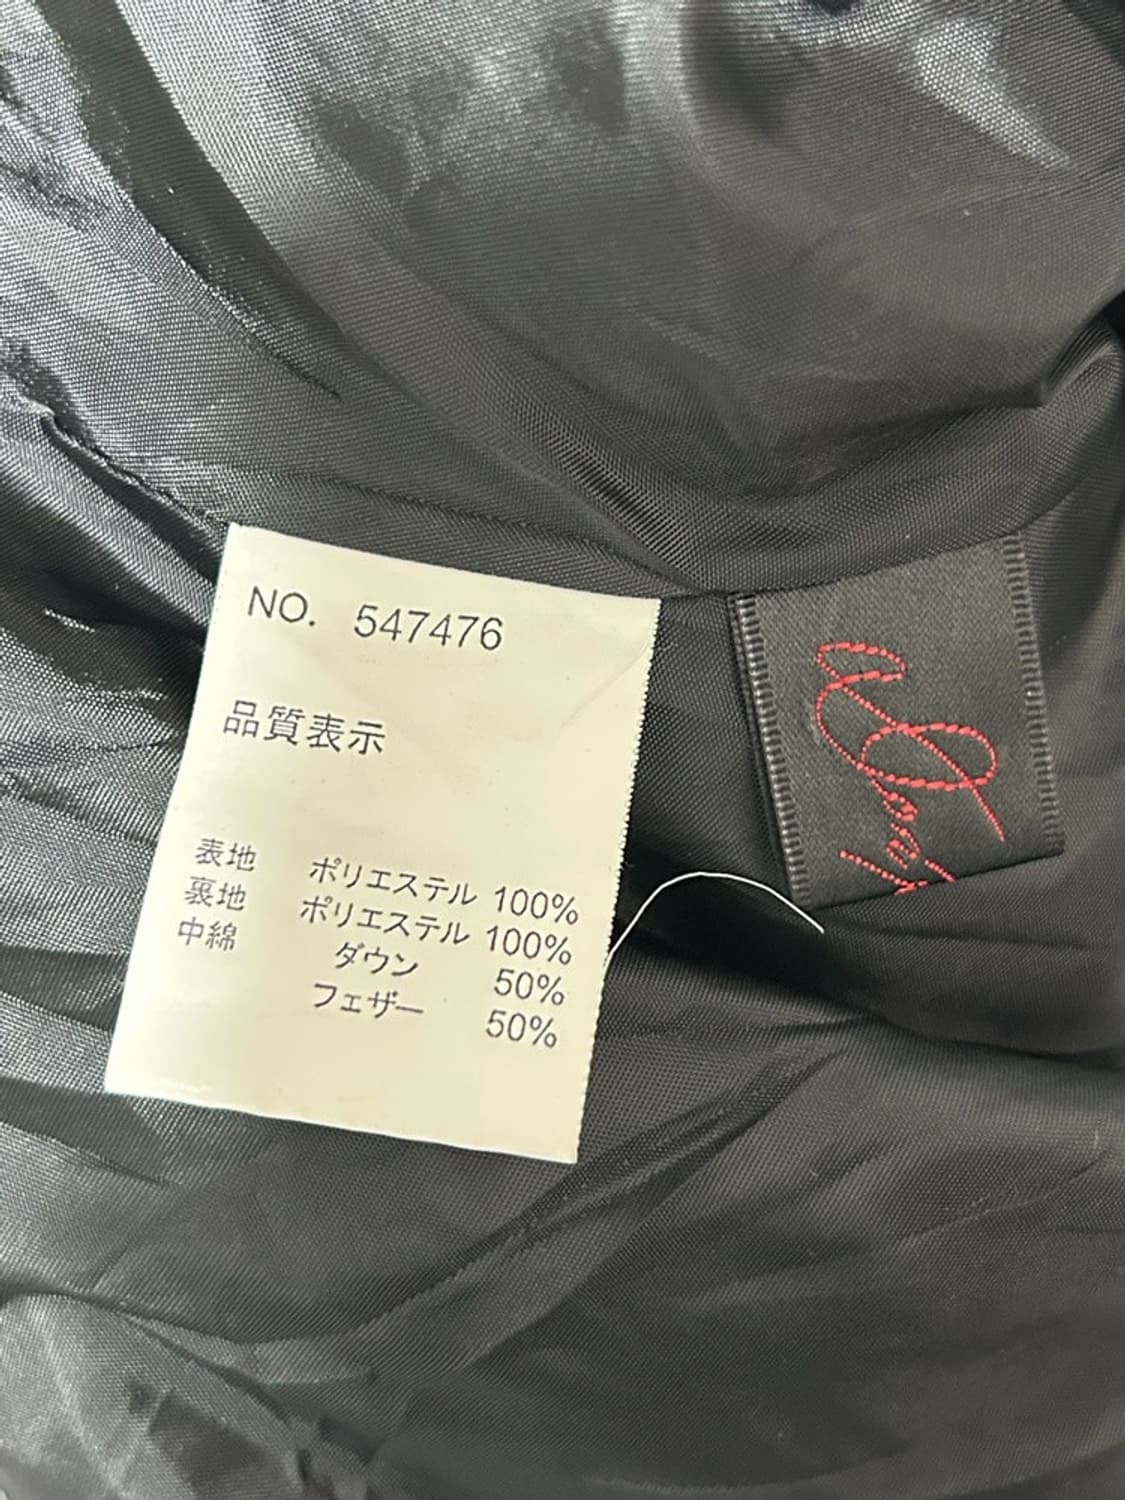 NO. 547476
品質表示
表地 ポリエステル 100%
裏地 ポリエステル 100%
中綿 ダウン 50%
フェザー 50%